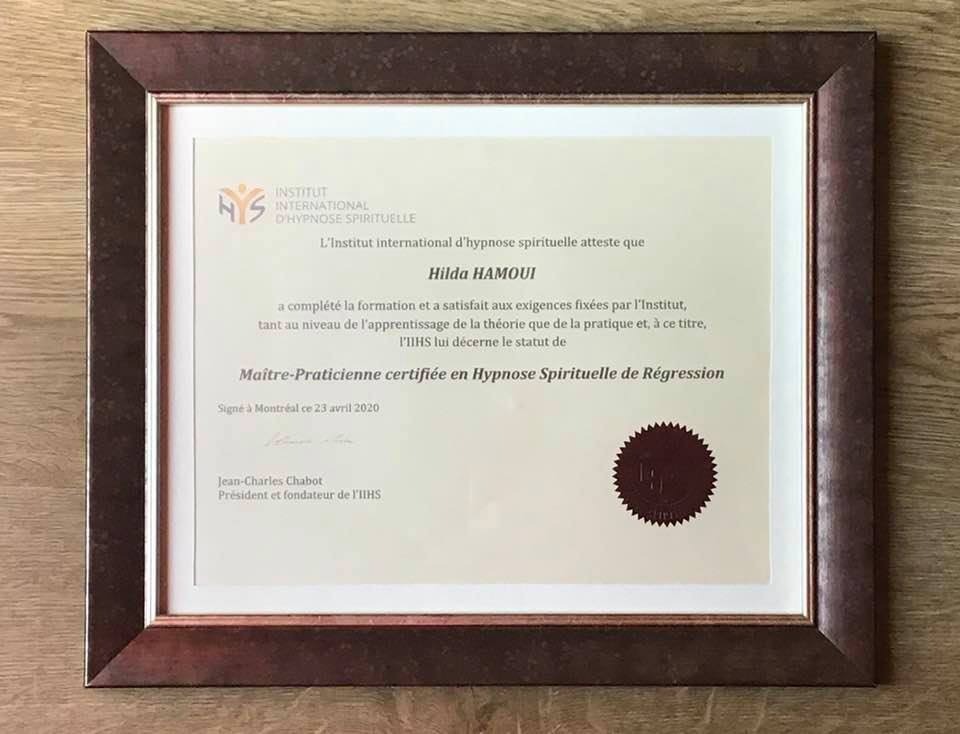 HYS
INSTITUT
INTERNATIONAL
D'HYPNOSE SPIRITUELLE
L'Institut international d'hypnose spirituelle atteste que
Hilda HAMOUI
a complété la formation et a satisfait aux exigences fixées par l'Institut,
tant au niveau de l'apprentissage de la théorie que de la pratique et, à ce titre,
l'IIHS lui décerne le statut de
Maître-Praticienne certifiée en Hypnose Spirituelle de Régression
Signé à Montréal ce 23 avril 2020
Jean-Charles Chabot
Président et fondateur de l'IIHS